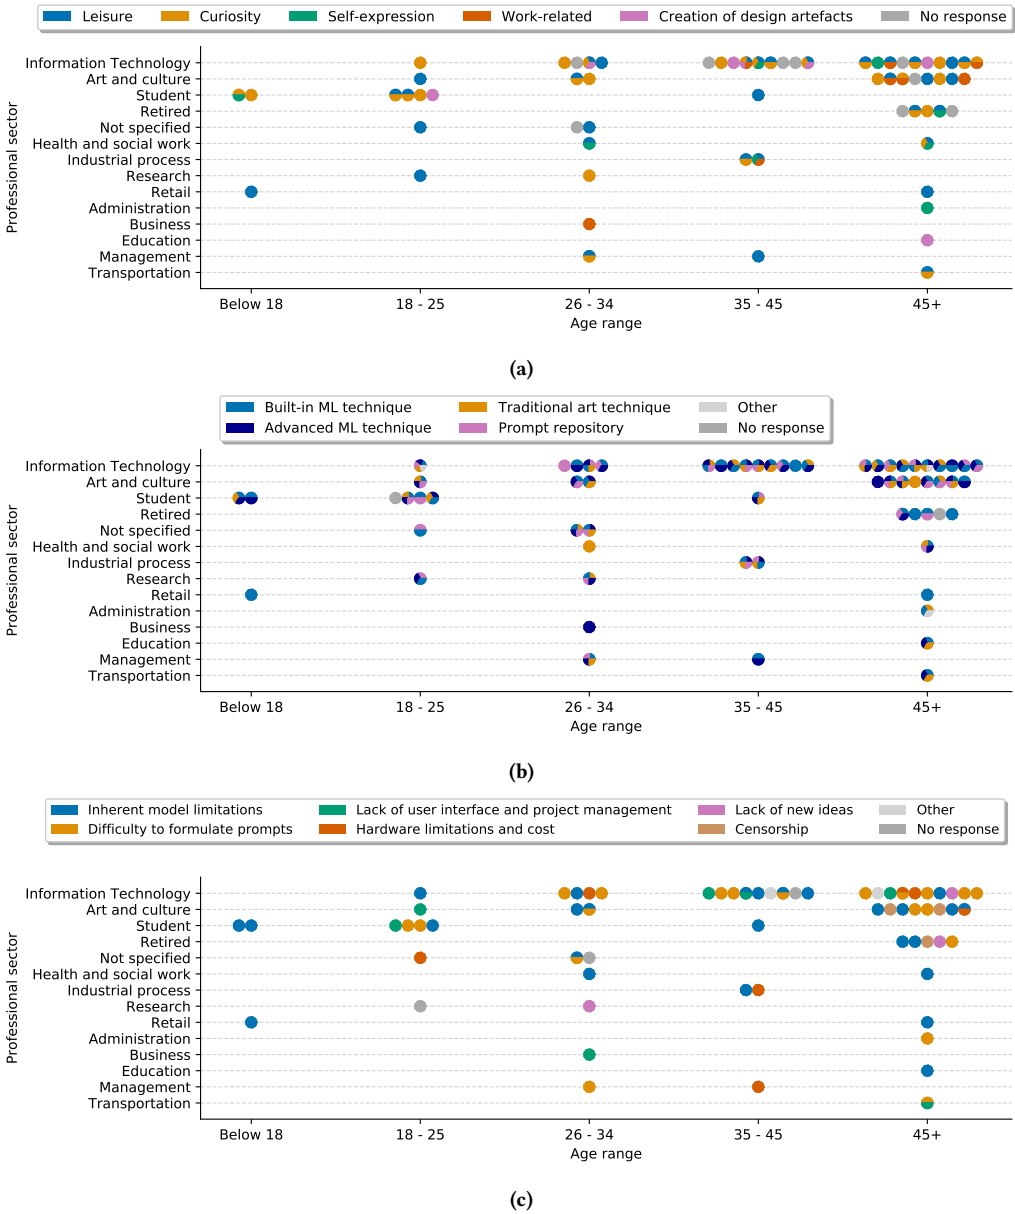 Leisure Curiosity Self-expression Work-related Creation of design artefacts No response
Information Technology
Art and culture
Student
Retired
Not specified
Health and social work
Industrial process
Research
Retail
Administration
Business
Education
Management
Transportation
Professional sector
Below 18 18 - 25 26 - 34 35 - 45 45+
Age range
(a)
Built-in ML technique Traditional art technique Other
Advanced ML technique Prompt repository No response
Information Technology
Art and culture
Student
Retired
Not specified
Health and social work
Industrial process
Research
Retail
Administration
Business
Education
Management
Transportation
Professional sector
Below 18 18 - 25 26 - 34 35 - 45 45+
Age range
(b)
Inherent model limitations Lack of user interface and project management Lack of new ideas Other
Difficulty to formulate prompts Hardware limitations and cost Censorship No response
Information Technology
Art and culture
Student
Retired
Not specified
Health and social work
Industrial process
Research
Retail
Administration
Business
Education
Management
Transportation
Professional sector
Below 18 18 - 25 26 - 34 35 - 45 45+
Age range
(c)